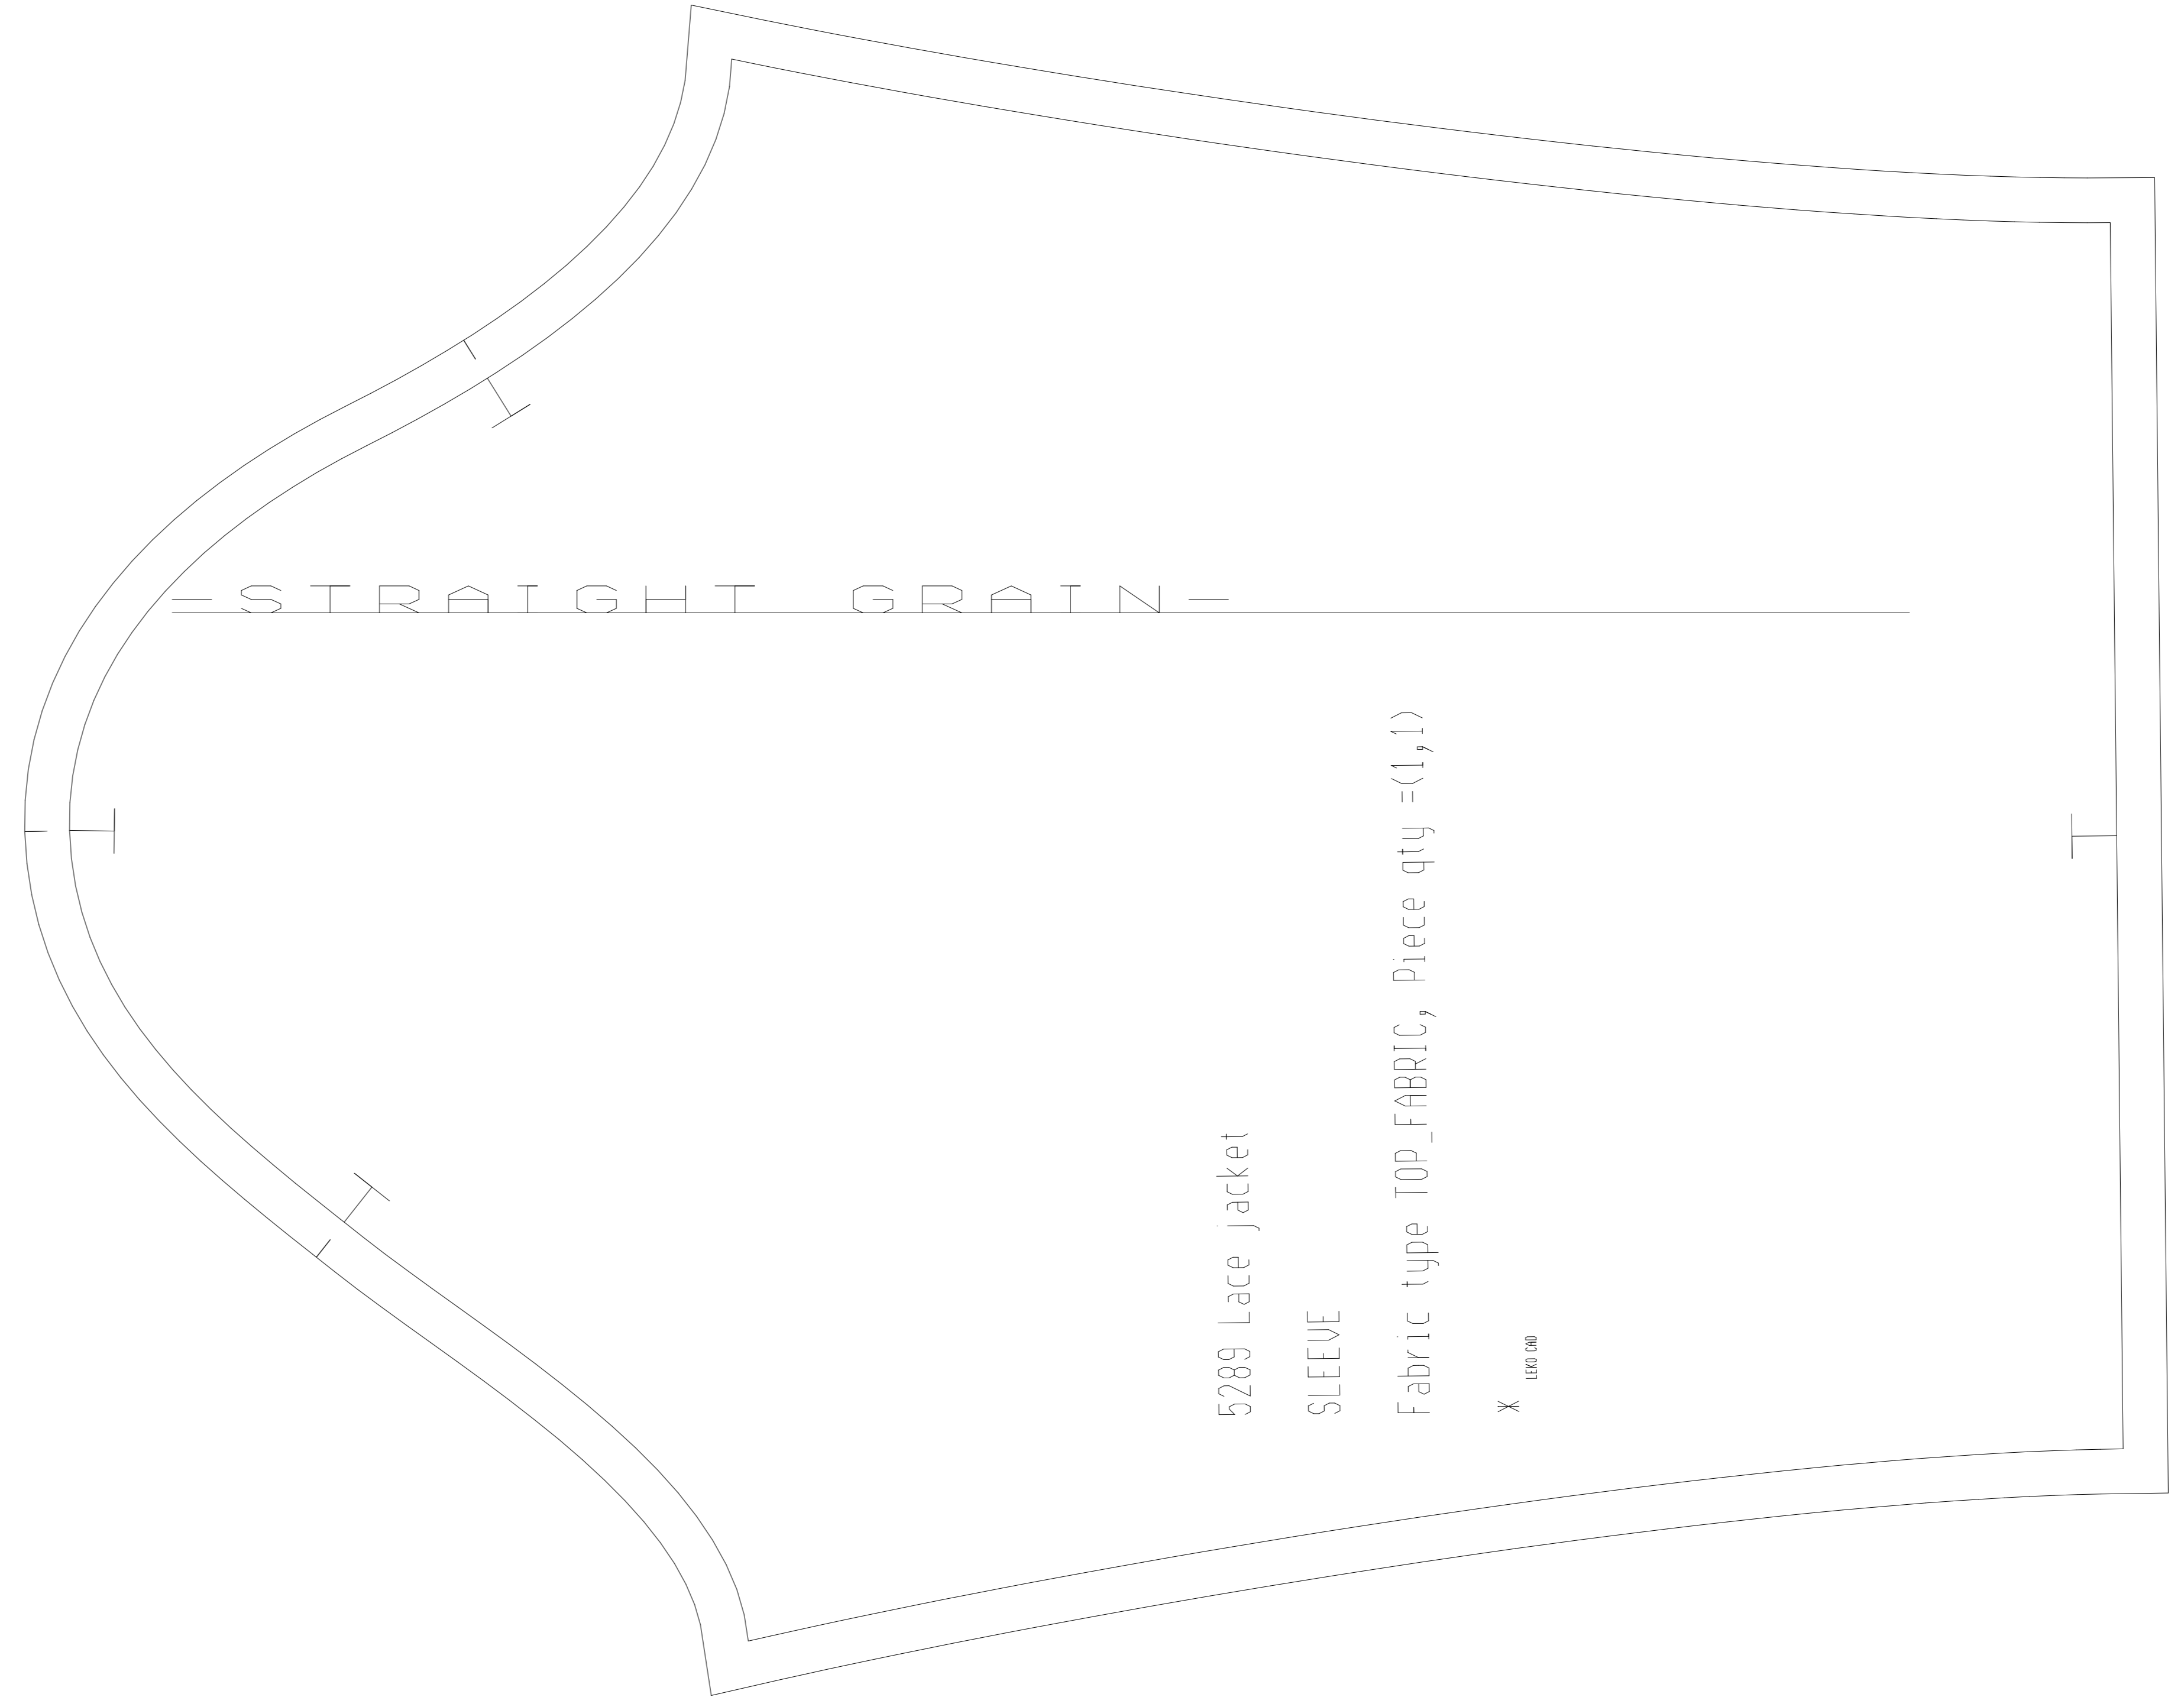 -STRAIGHT GRAIN-
5289 Lace jacket
SLEEVE
Fabric type TOP_FABRIC, Piece qty =(1,1)
* LEKO CAD